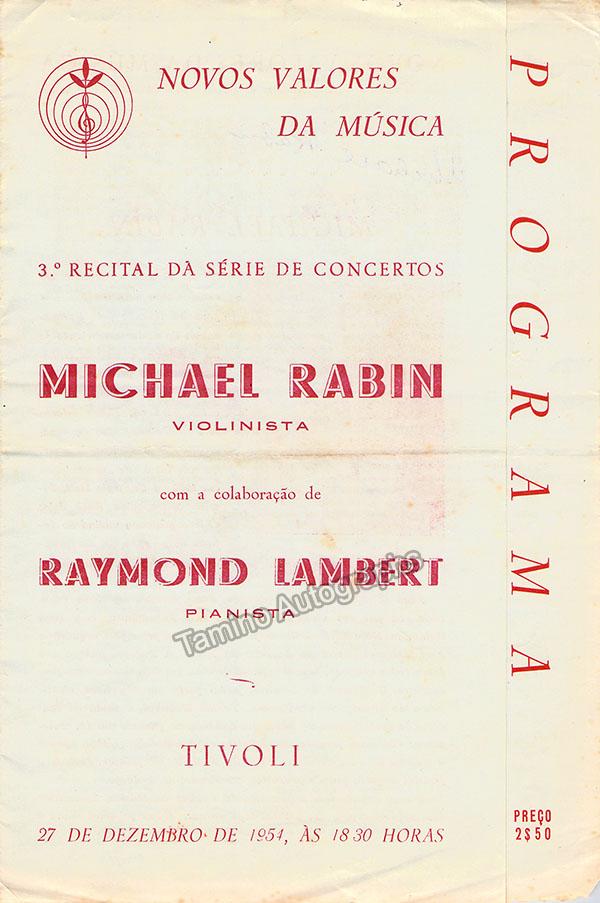 NOVOS VALORES
DA MÚSICA
3.º RECITAL DA SÉRIE DE CONCERTOS
MICHAEL RABIN
VIOLINISTA
com a colaboração de
RAYMOND LAMBERT
PIANISTA
Tamino Autographs
TIVOLI
27 DE DEZEMBRO DE 1954, ÀS 18 30 HORAS
PROGRAMA
PREÇO
2$50